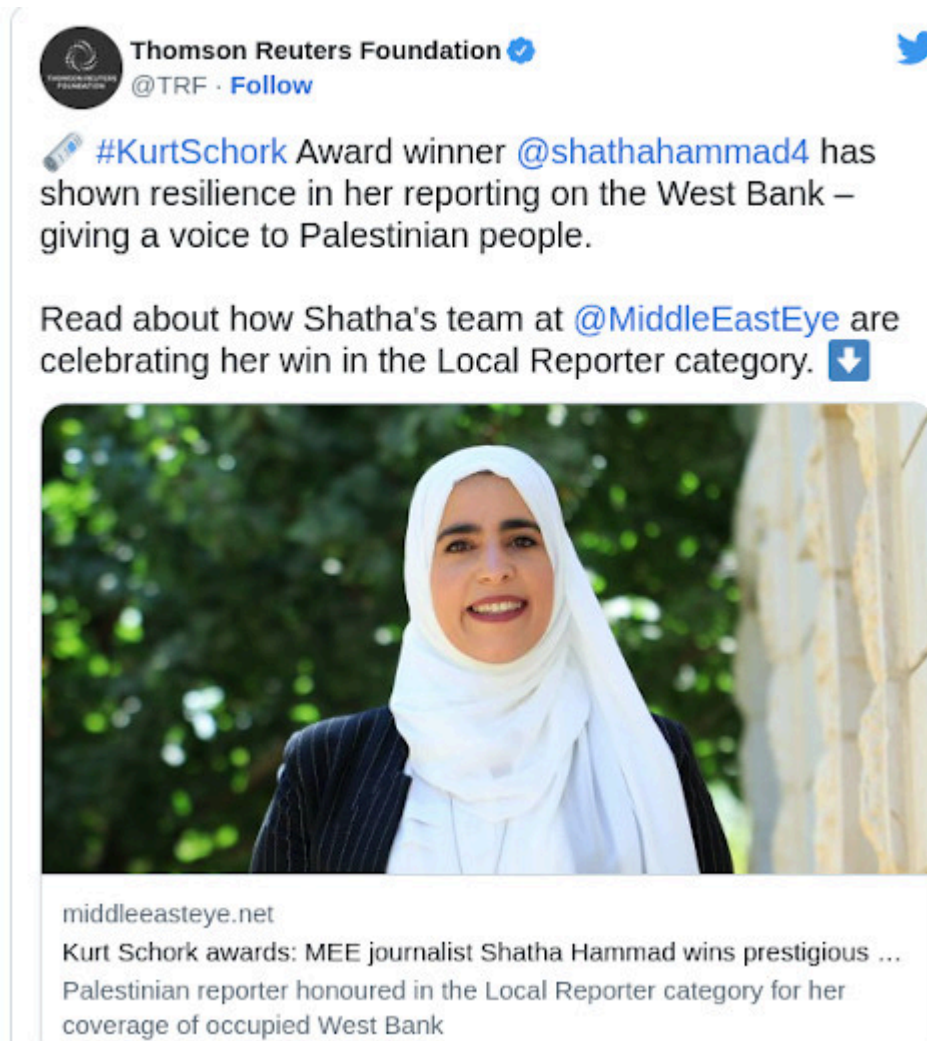 Thomson Reuters Foundation
@TRF · Follow
THOMSON REUTERS
FOUNDATION
#KurtSchork Award winner @shathahammad4 has
shown resilience in her reporting on the West Bank –
giving a voice to Palestinian people.
Read about how Shatha's team at @MiddleEastEye are
celebrating her win in the Local Reporter category.
middleeasteye.net
Kurt Schork awards: MEE journalist Shatha Hammad wins prestigious ...
Palestinian reporter honoured in the Local Reporter category for her
coverage of occupied West Bank